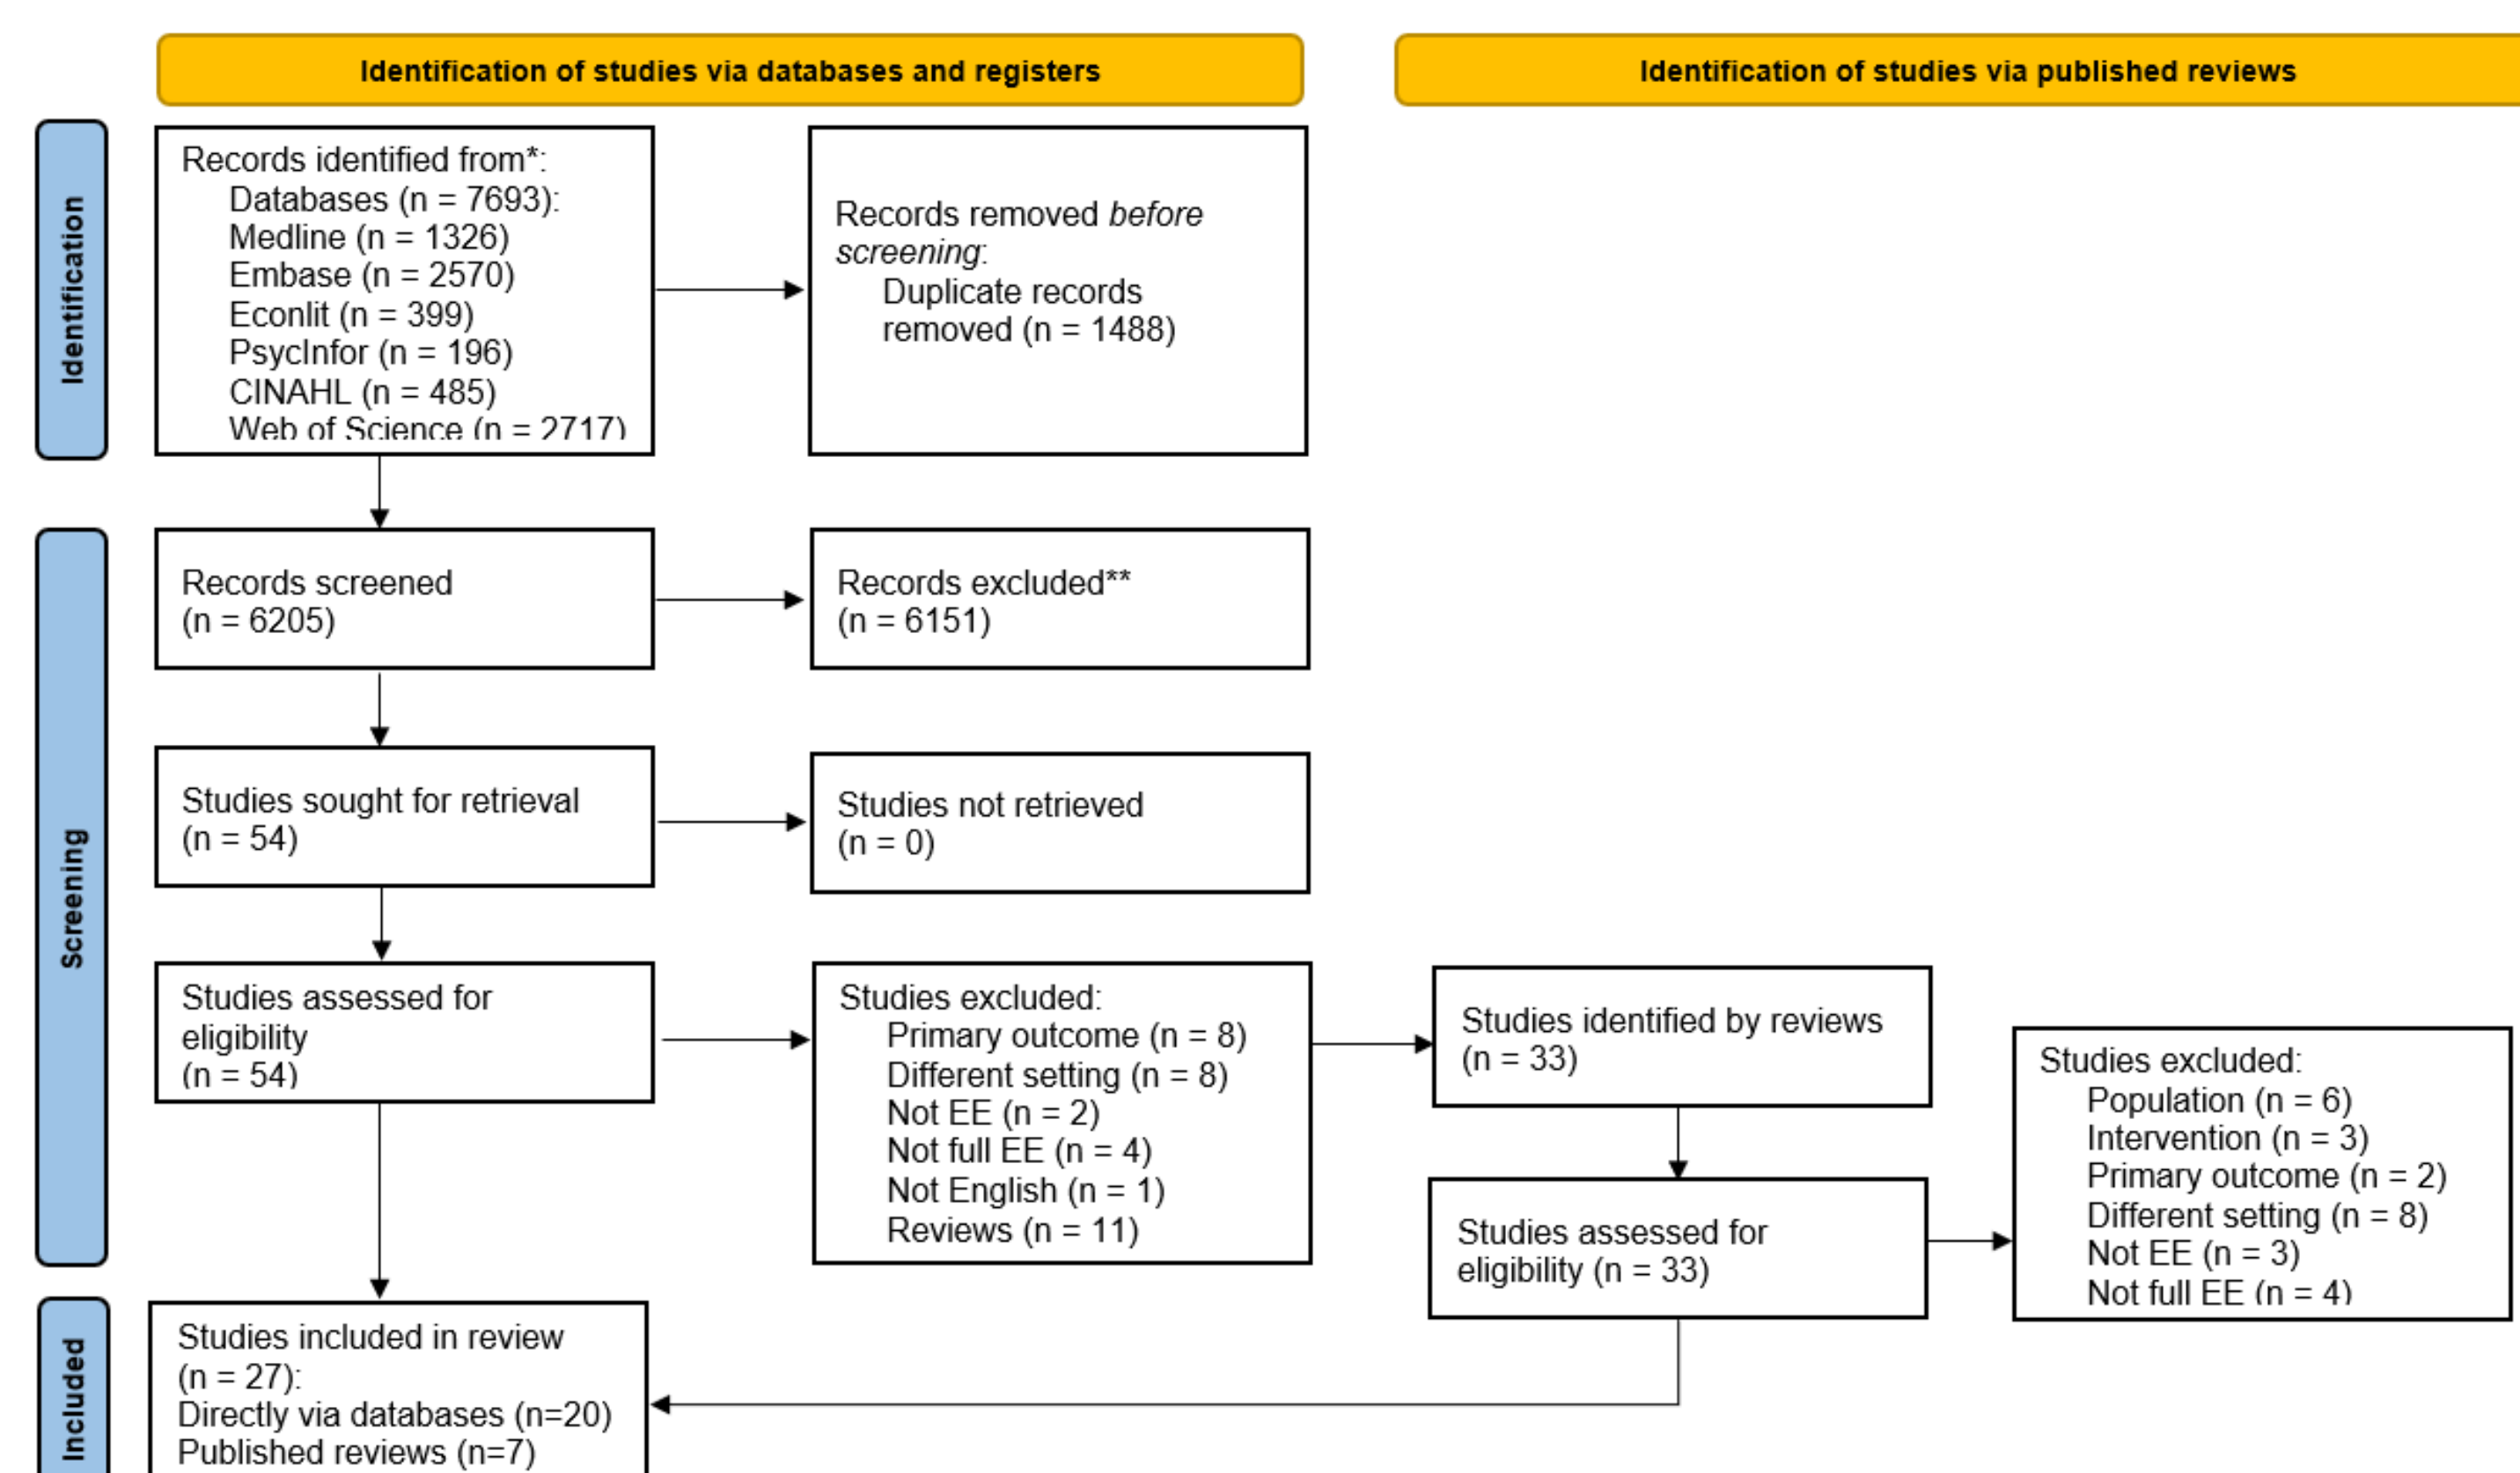 Identification of studies via databases and registers
Identification of studies via published reviews
Identification
Records identified from*:
Databases (n = 7693):
Medline (n = 1326)
Embase (n = 2570)
Econlit (n = 399)
PsycInfor (n = 196)
CINAHL (n = 485)
Web of Science (n = 2717)
Records removed before
screening:
Duplicate records
removed (n = 1488)
Screening
Records screened
(n = 6205)
Records excluded**
(n = 6151)
Studies sought for retrieval
(n = 54)
Studies not retrieved
(n = 0)
Studies assessed for
eligibility
(n = 54)
Studies excluded:
Primary outcome (n = 8)
Different setting (n = 8)
Not EE (n = 2)
Not full EE (n = 4)
Not English (n = 1)
Reviews (n = 11)
Studies identified by reviews
(n = 33)
Studies assessed for
eligibility (n = 33)
Studies excluded:
Population (n = 6)
Intervention (n = 3)
Primary outcome (n = 2)
Different setting (n = 8)
Not EE (n = 3)
Not full EE (n = 4)
Included
Studies included in review
(n = 27):
Directly via databases (n=20)
Published reviews (n=7)